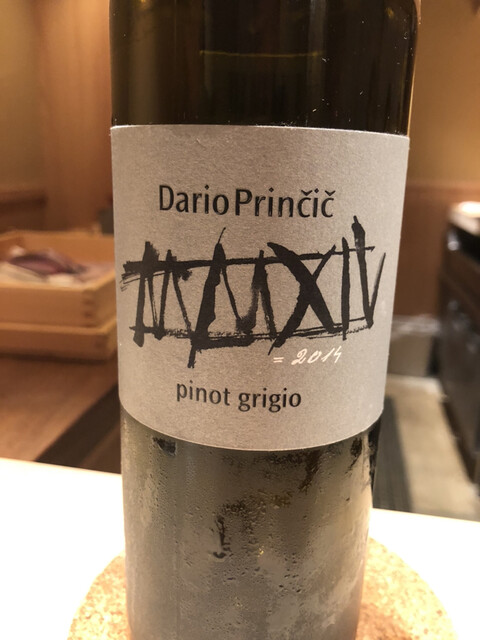 Dario Prinčič
MMXIV
= 2014
pinot grigio